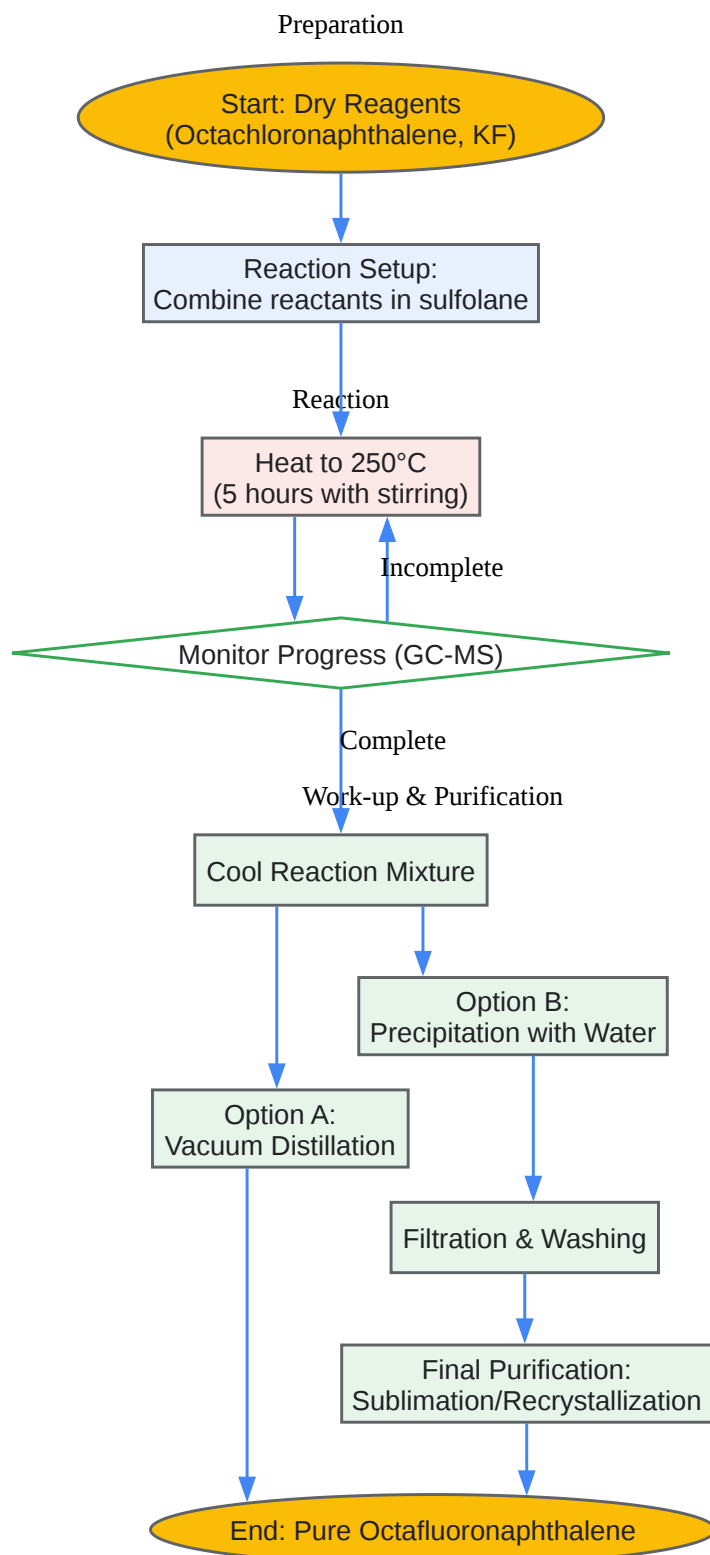 Preparation
Start: Dry Reagents
(Octachloronaphthalene, KF)
Reaction Setup:
Combine reactants in sulfolane
Reaction
Heat to 250°C
(5 hours with stirring)
Incomplete
Monitor Progress (GC-MS)
Complete
Work-up & Purification
Cool Reaction Mixture
Option B:
Precipitation with Water
Option A:
Vacuum Distillation
Filtration & Washing
Final Purification:
Sublimation/Recrystallization
End: Pure Octafluoronaphthalene